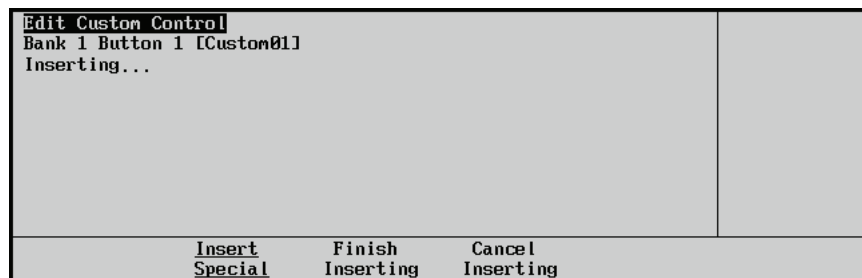 Edit Custom Control
Bank 1 Button 1 [Custom01]
Inserting...
Insert Finish Cancel
Special Inserting Inserting